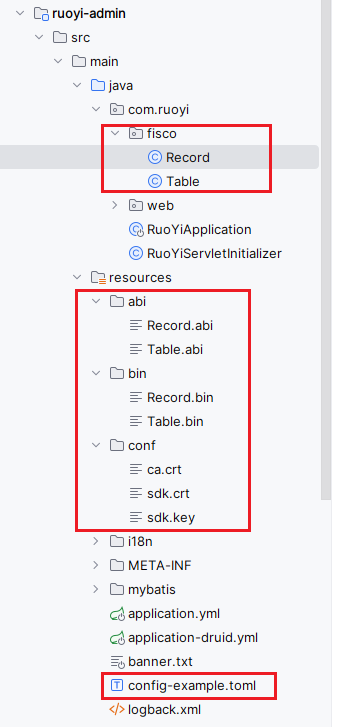 ruoyi-admin
src
main
java
com.ruoyi
fisco
Record
Table
web
RuoYiApplication
RuoYiServletInitializer
resources
abi
Record.abi
Table.abi
bin
Record.bin
Table.bin
conf
ca.crt
sdk.crt
sdk.key
i18n
META-INF
mybatis
application.yml
application-druid.yml
banner.txt
config-example.toml
logback.xml